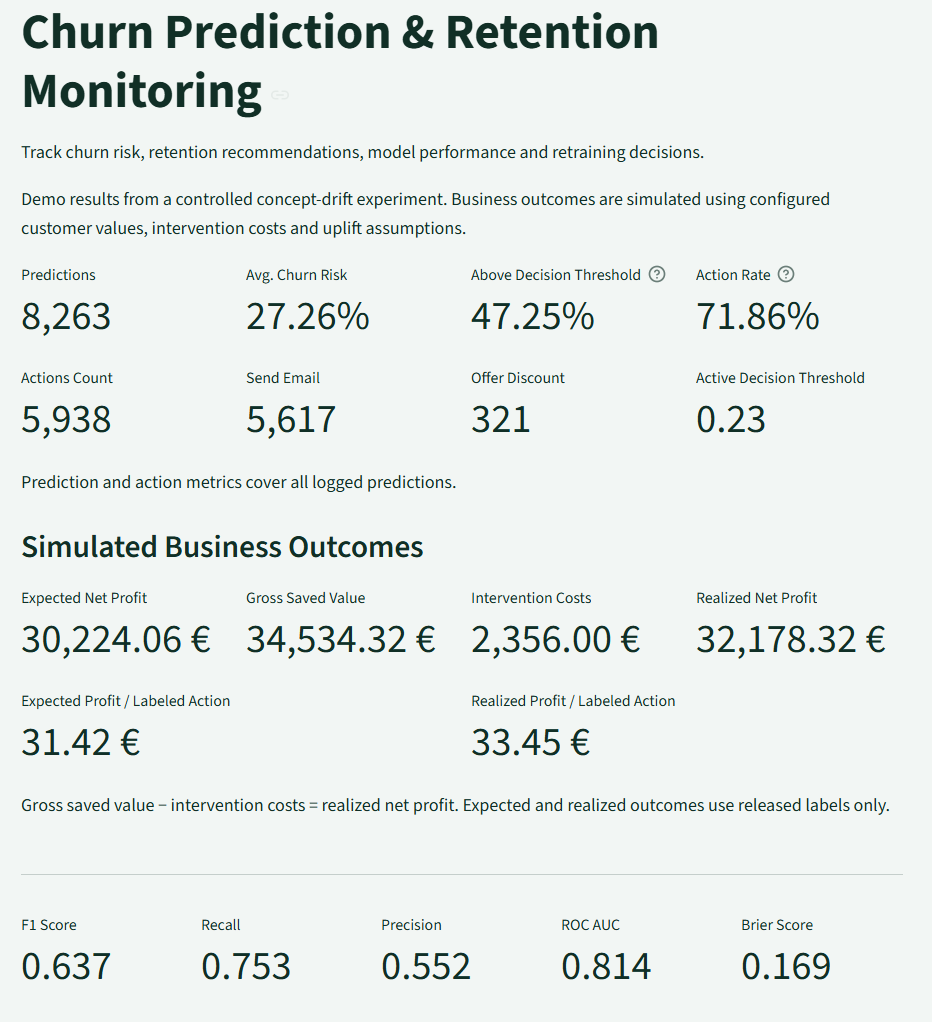 Churn Prediction & Retention
Monitoring
Track churn risk, retention recommendations, model performance and retraining decisions.
Demo results from a controlled concept-drift experiment. Business outcomes are simulated using configured
customer values, intervention costs and uplift assumptions.
Predictions Avg. Churn Risk Above Decision Threshold ? Action Rate ?
8,263 27.26% 47.25% 71.86%
Actions Count Send Email Offer Discount Active Decision Threshold
5,938 5,617 321 0.23
Prediction and action metrics cover all logged predictions.
Simulated Business Outcomes
Expected Net Profit Gross Saved Value Intervention Costs Realized Net Profit
30,224.06 € 34,534.32 € 2,356.00 € 32,178.32 €
Expected Profit / Labeled Action Realized Profit / Labeled Action
31.42 € 33.45 €
Gross saved value − intervention costs = realized net profit. Expected and realized outcomes use released labels only.
F1 Score Recall Precision ROC AUC Brier Score
0.637 0.753 0.552 0.814 0.169